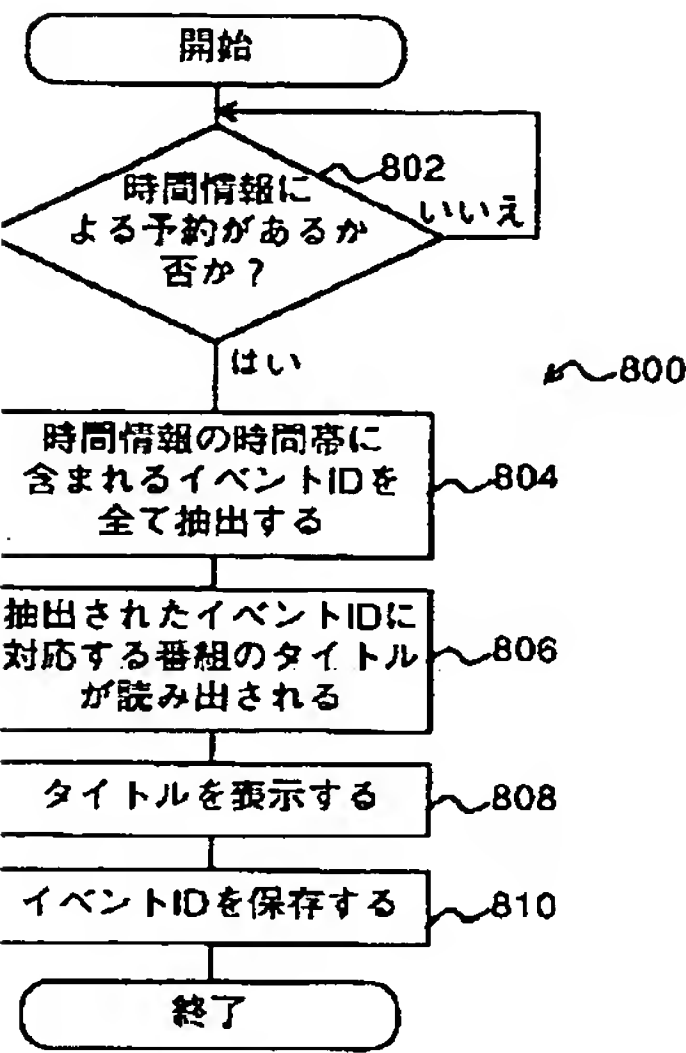 開始
802
時間情報に
よる予約があるか
否か?
いいえ
はい
800
時間情報の時間帯に
含まれるイベントIDを
全て抽出する
804
抽出されたイベントIDに
対応する番組のタイトル
が読み出される
806
タイトルを表示する
808
イベントIDを保存する
810
終了